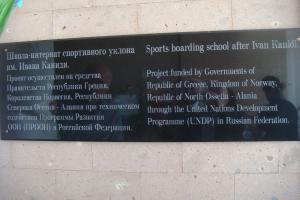 Школа-интернат спортивного уклона
им. Ивана Каниди.
Проект осуществлен на средства
Правительств Республики Греция,
Королевства Норвегия, Республики
Северная Осетия - Алания при техническом
содействии Программы Развития
ООН (ПРООН) в Российской Федерации.
Sports boarding school after Ivan Kanidi.
Project funded by Governments of
Republic of Greece, Kingdom of Norway,
Republic of North Ossetia - Alania
through the United Nations Development
Programme (UNDP) in Russian Federation.